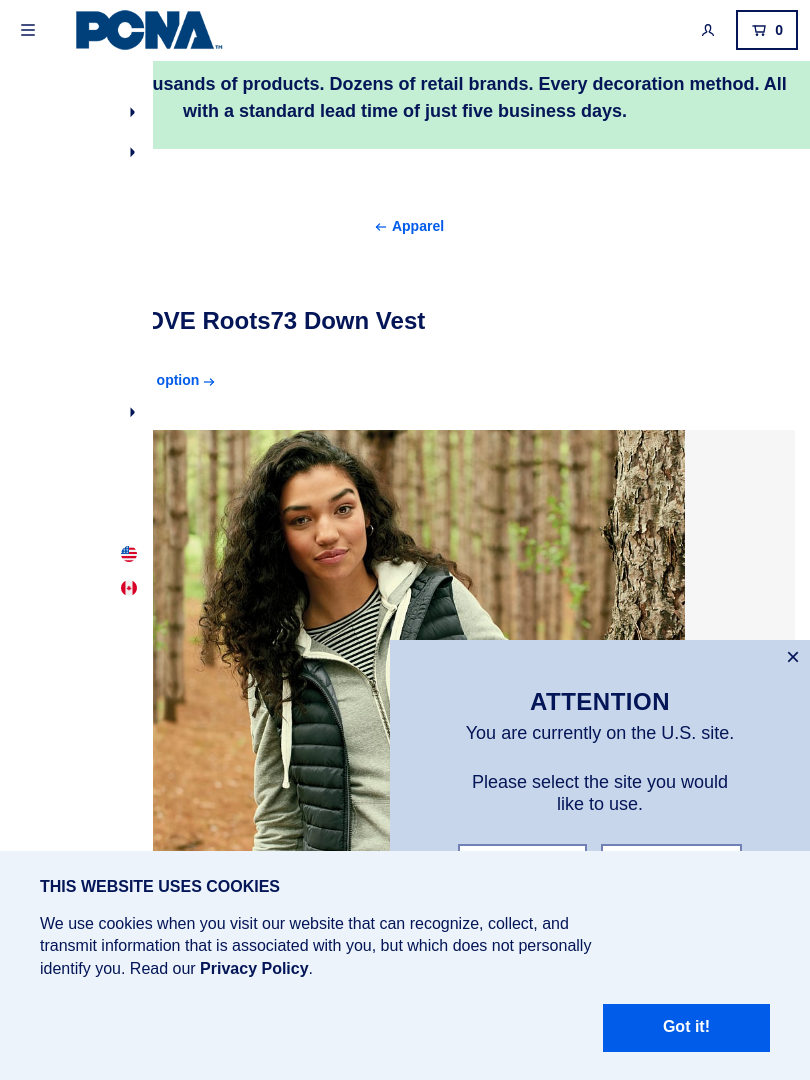 PCNA™
0
usands of products. Dozens of retail brands. Every decoration method. All
with a standard lead time of just five business days.
Apparel
OVE Roots73 Down Vest
option
ATTENTION
You are currently on the U.S. site.
Please select the site you would
like to use.
THIS WEBSITE USES COOKIES
We use cookies when you visit our website that can recognize, collect, and
transmit information that is associated with you, but which does not personally
identify you. Read our Privacy Policy.
Got it!